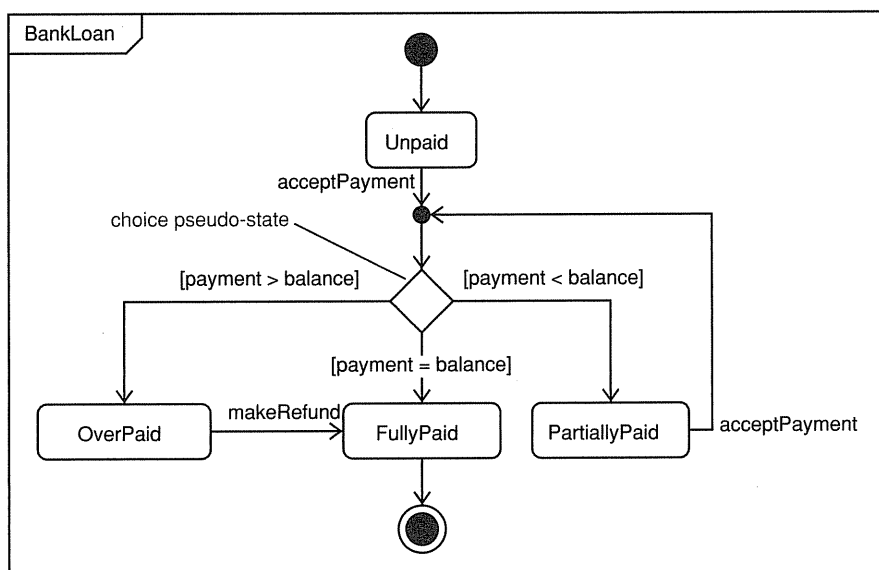 BankLoan
Unpaid
acceptPayment
choice pseudo-state
[payment > balance]
[payment < balance]
[payment = balance]
OverPaid
makeRefund
FullyPaid
PartiallyPaid
acceptPayment